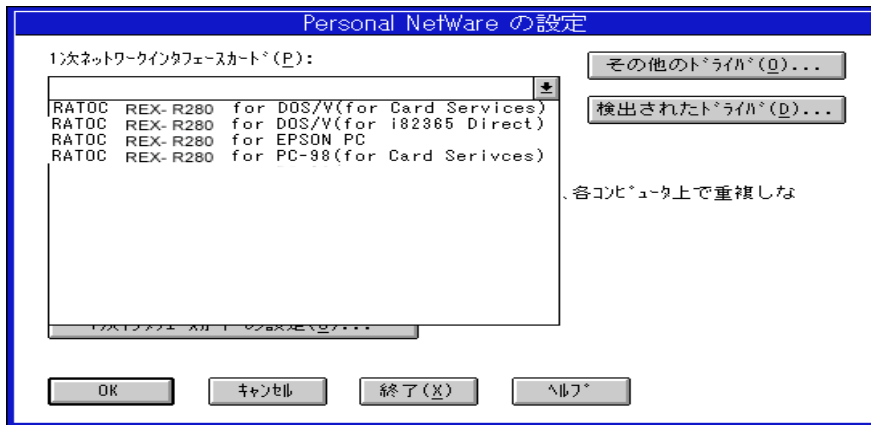 Personal NetWare の設定
1次ネットワークインタフェースカード(P):
その他のドライバ(O)...
検出されたドライバ(D)...
RATOC REX-R280 for DOS/V(for Card Services)
RATOC REX-R280 for DOS/V(for i82365 Direct)
RATOC REX-R280 for EPSON PC
RATOC REX-R280 for PC-98(for Card Serivces)
、各コンピュータ上で重複しな
OK
キャンセル
終了(X)
ヘルプ